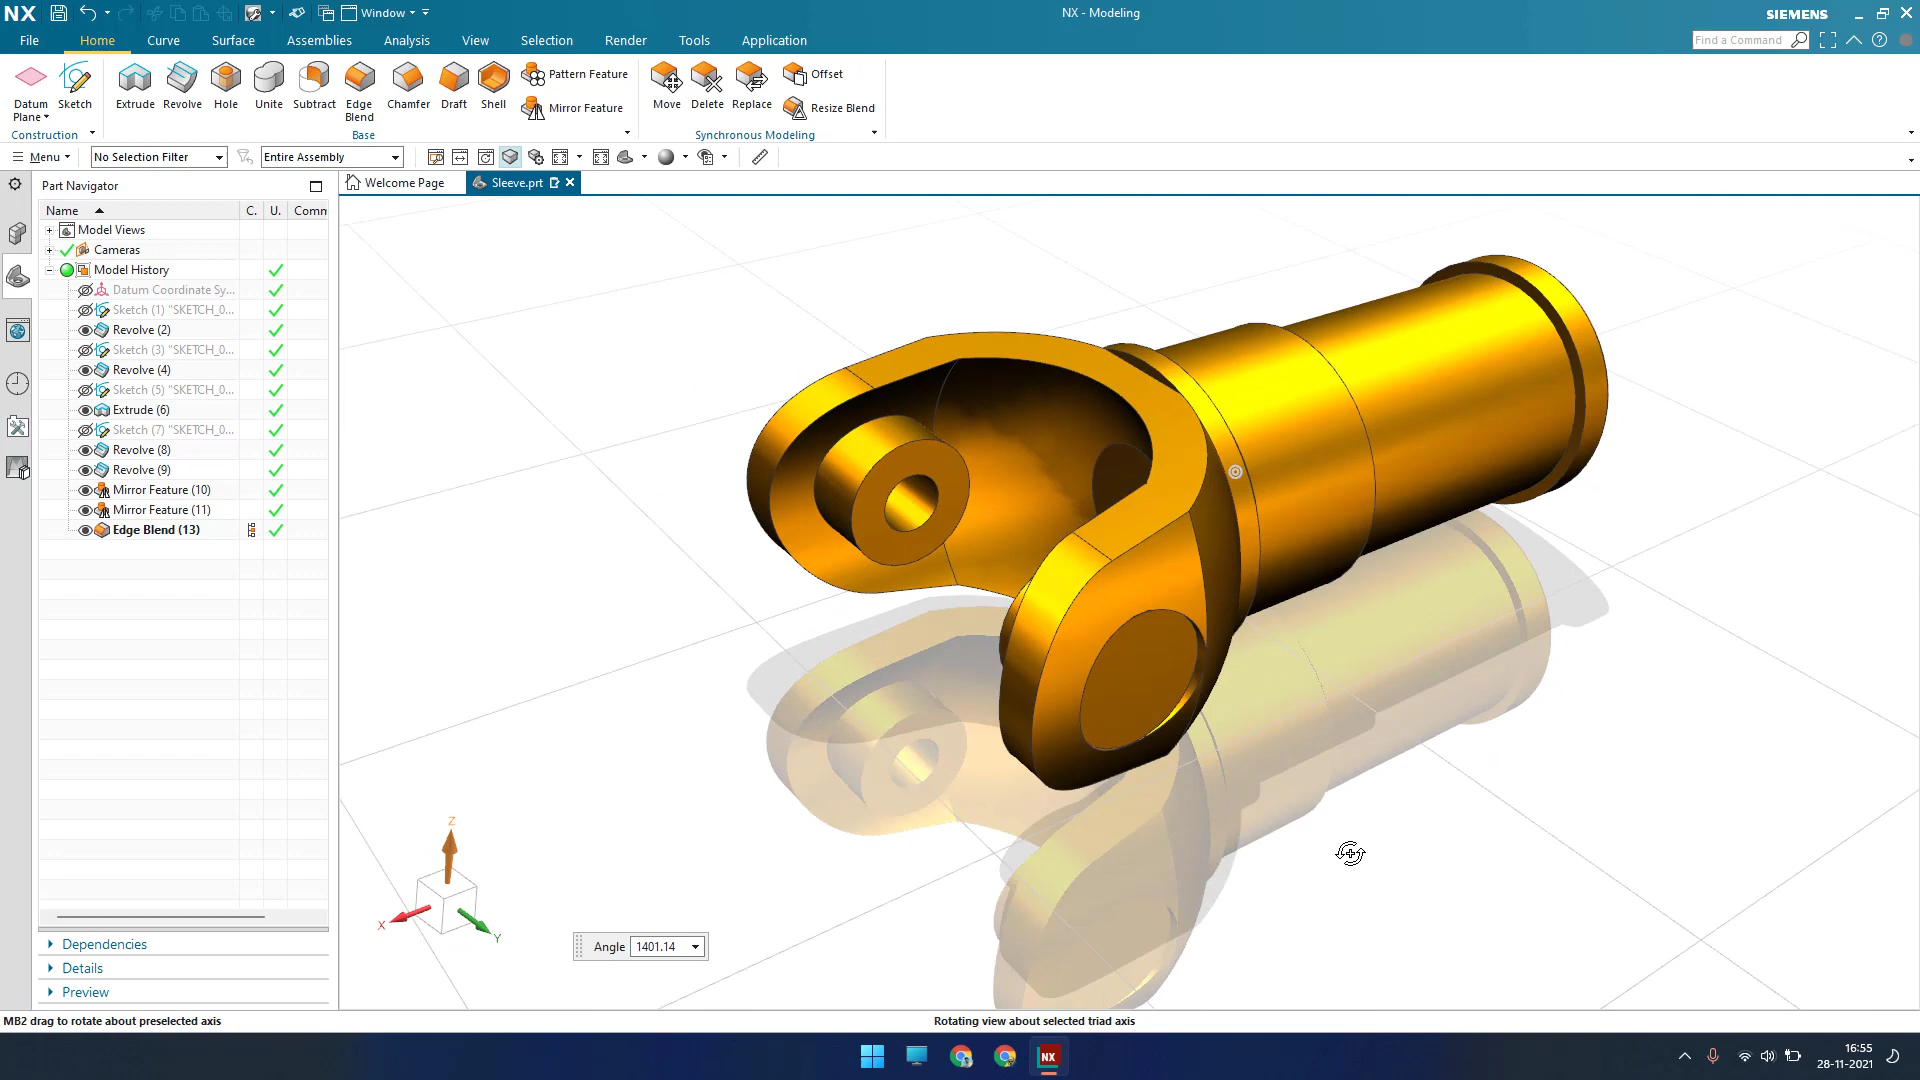 NX
Window
NX - Modeling
SIEMENS
File
Home
Curve
Surface
Assemblies
Analysis
View
Selection
Render
Tools
Application
Find a Command
Datum
Plane
Sketch
Extrude
Revolve
Hole
Unite
Subtract
Edge
Blend
Chamfer
Draft
Shell
Pattern Feature
Mirror Feature
Move
Delete
Replace
Offset
Resize Blend
Construction
Base
Synchronous Modeling
Menu
No Selection Filter
Entire Assembly
Part Navigator
Welcome Page
Sleeve.prt
Name
C.
U.
Comm
Model Views
Cameras
Model History
Datum Coordinate Sy...
Sketch (1) "SKETCH_0...
Revolve (2)
Sketch (3) "SKETCH_0...
Revolve (4)
Sketch (5) "SKETCH_0...
Extrude (6)
Sketch (7) "SKETCH_0...
Revolve (8)
Revolve (9)
Mirror Feature (10)
Mirror Feature (11)
Edge Blend (13)
Z
X
Y
Angle 1401.14
Dependencies
Details
Preview
MB2 drag to rotate about preselected axis
Rotating view about selected triad axis
NX
16:55
28-11-2021